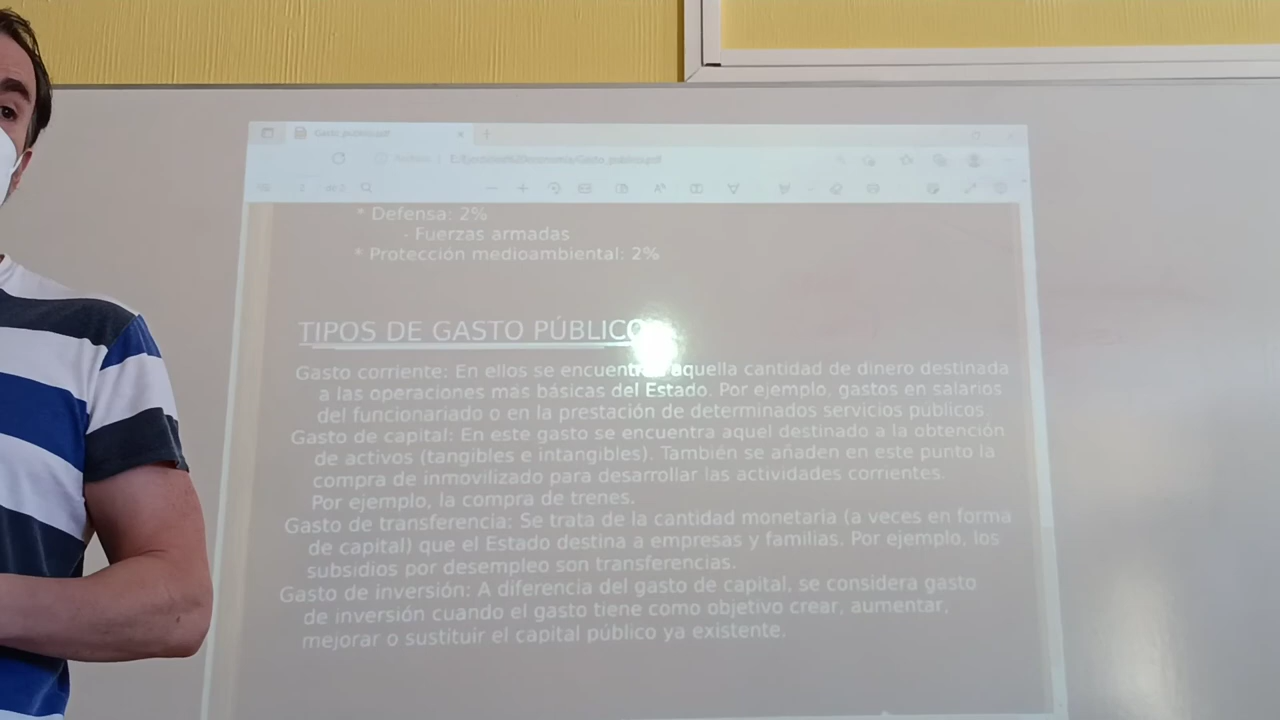 Gasto_publico.pdf
* Defensa: 2%
- Fuerzas armadas
* Protección medioambiental: 2%
TIPOS DE GASTO PÚBLICO
Gasto corriente: En ellos se encuentra aquella cantidad de dinero destinada
a las operaciones mas básicas del Estado. Por ejemplo, gastos en salarios
del funcionariado o en la prestación de determinados servicios publicos.
Gasto de capital: En este gasto se encuentra aquel destinado a la obtención
de activos (tangibles e intangibles). También se añaden en este punto la
compra de inmovilizado para desarrollar las actividades corrientes.
Por ejemplo, la compra de trenes.
Gasto de transferencia: Se trata de la cantidad monetaria (a veces en forma
de capital) que el Estado destina a empresas y familias. Por ejemplo, los
subsidios por desempleo son transferencias.
Gasto de inversión: A diferencia del gasto de capital, se considera gasto
de inversión cuando el gasto tiene como objetivo crear, aumentar,
mejorar o sustituir el capital público ya existente.